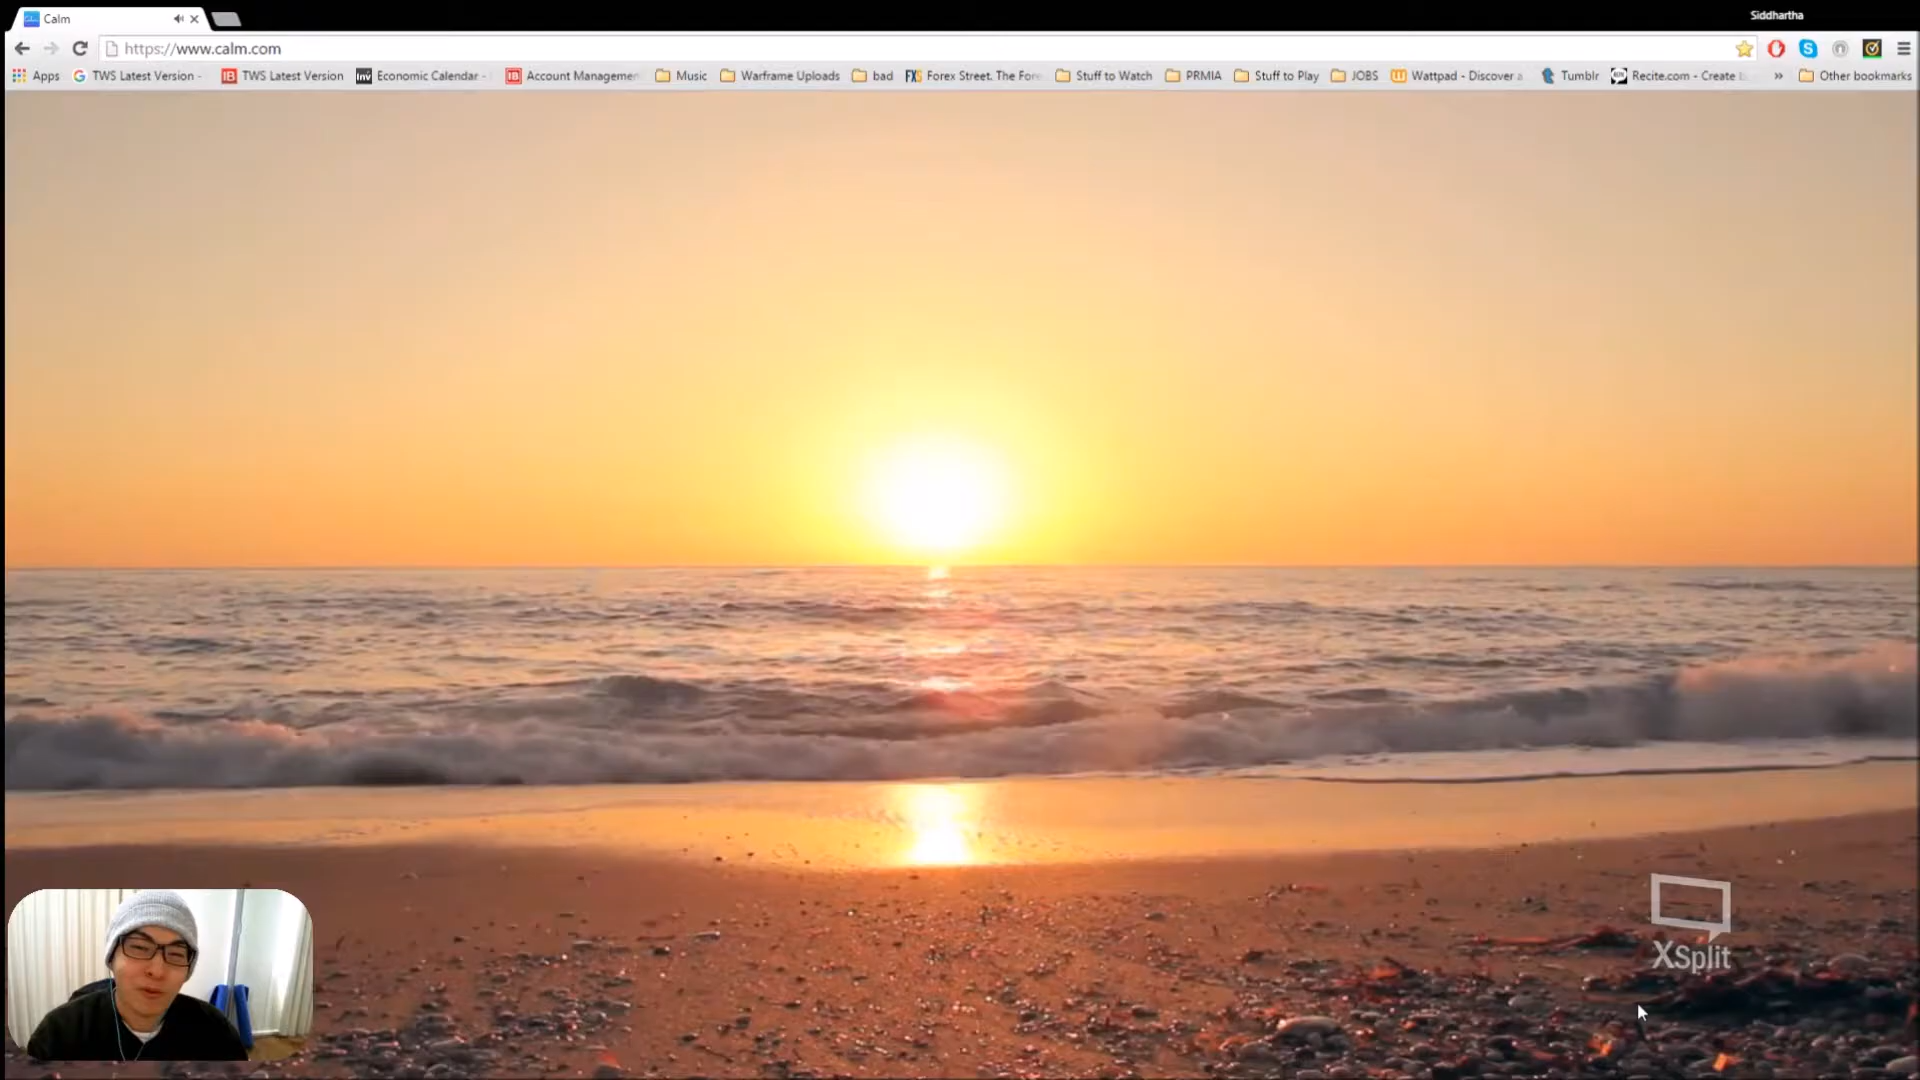 Calm
Siddhartha
https://www.calm.com
Apps TWS Latest Version - TWS Latest Version Economic Calendar - Account Managemen Music Warframe Uploads bad Forex Street. The Fore Stuff to Watch PRMIA Stuff to Play JOBS Wattpad - Discover a Tumblr Recite.com - Create » Other bookmarks
XSplit